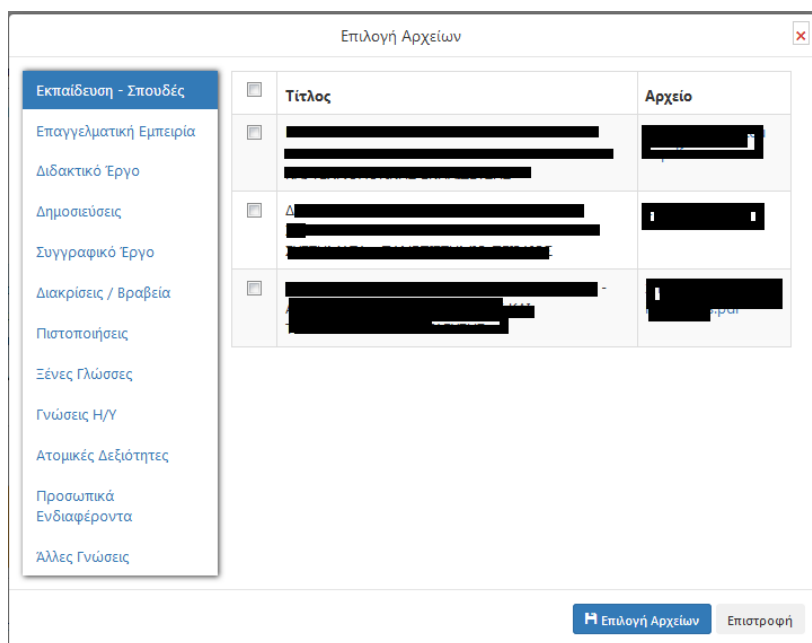 Επιλογή Αρχείων
Εκπαίδευση - Σπουδές
Επαγγελματική Εμπειρία
Διδακτικό Έργο
Δημοσιεύσεις
Συγγραφικό Έργο
Διακρίσεις / Βραβεία
Πιστοποιήσεις
Ξένες Γλώσσες
Γνώσεις Η/Υ
Ατομικές Δεξιότητες
Προσωπικά
Ενδιαφέροντα
Άλλες Γνώσεις
Τίτλος
Αρχείο
Επιλογή Αρχείων
Επιστροφή